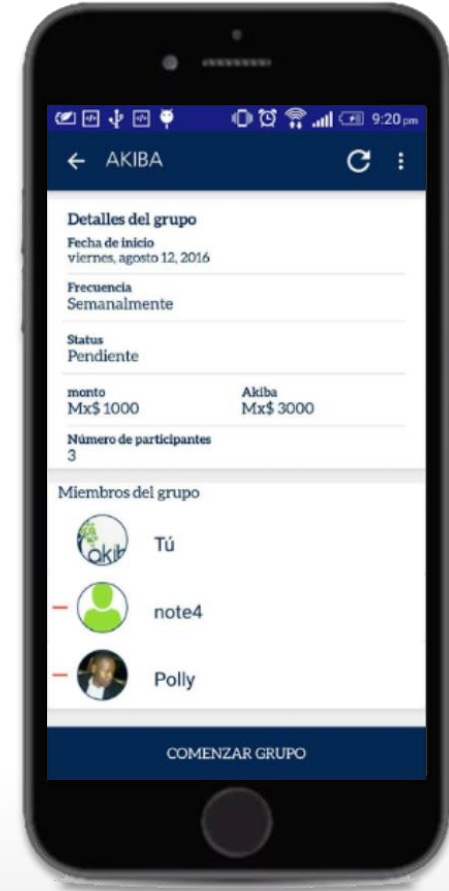 9:20 pm
AKIBA
Detalles del grupo
Fecha de inicio
viernes, agosto 12, 2016
Frecuencia
Semanalmente
Status
Pendiente
monto Akiba
Mx$ 1000 Mx$ 3000
Número de participantes
3
Miembros del grupo
akib
Tú
note4
Polly
COMENZAR GRUPO